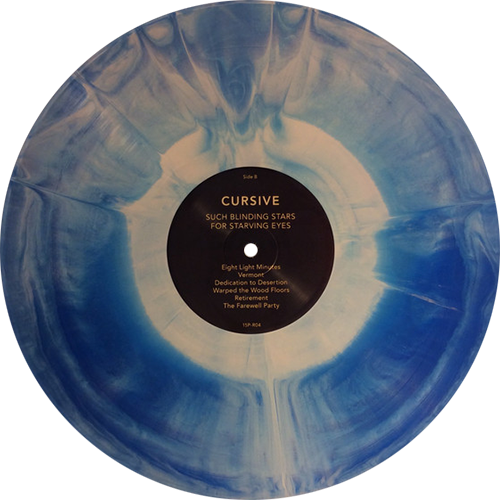 Side B
CURSIVE
SUCH BLINDING STARS
FOR STARVING EYES
Eight Light Minutes
Vermont
Dedication to Desertion
Warped the Wood Floors
Retirement
The Farewell Party
15P-R04